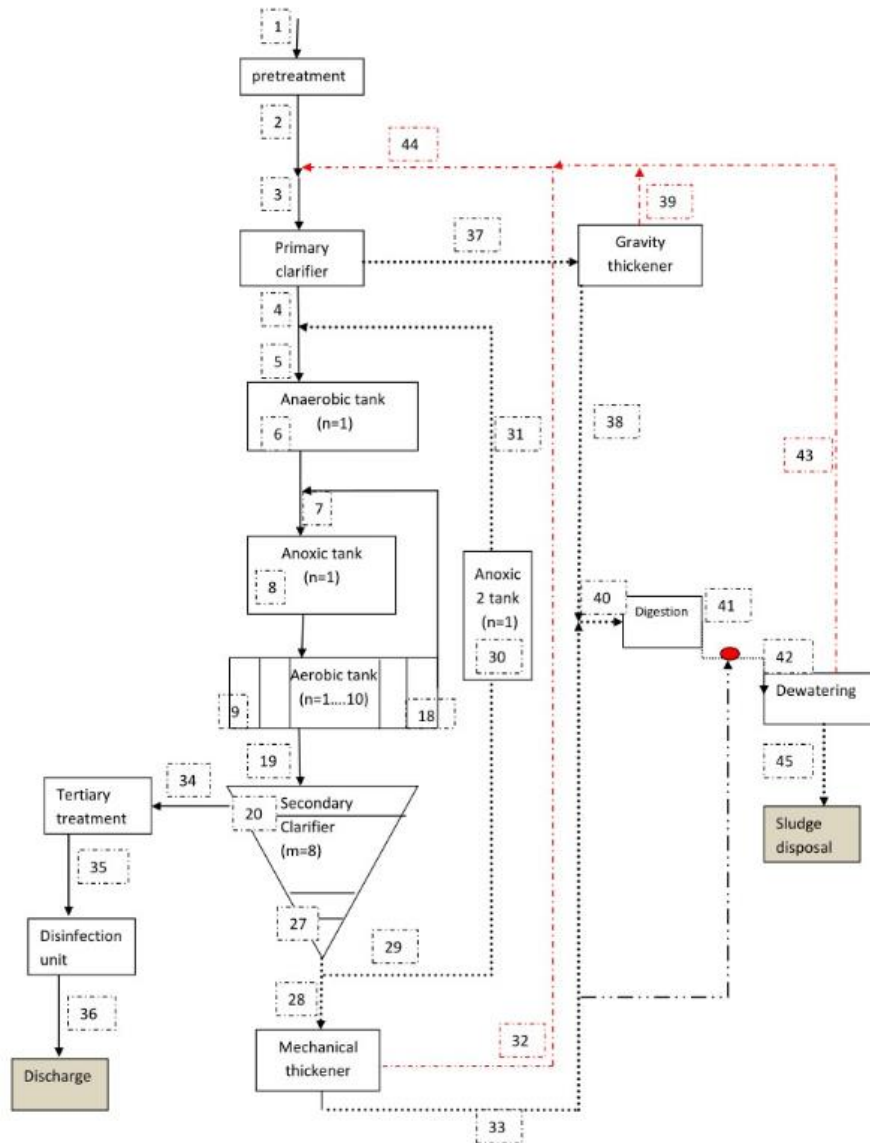 1
pretreatment
2
44
3
39
37
Primary
clarifier
Gravity
thickener
4
5
Anaerobic tank
(n=1)
6
31
38
43
7
Anoxic tank
(n=1)
8
Anoxic
2 tank
(n=1)
30
40
41
Digestion
42
Aerobic tank
(n=1....10)
9
18
Dewatering
19
34
45
Tertiary
treatment
20
Secondary
Clarifier
(m=8)
Sludge
disposal
35
27
29
Disinfection
unit
28
36
Mechanical
thickener
32
Discharge
33